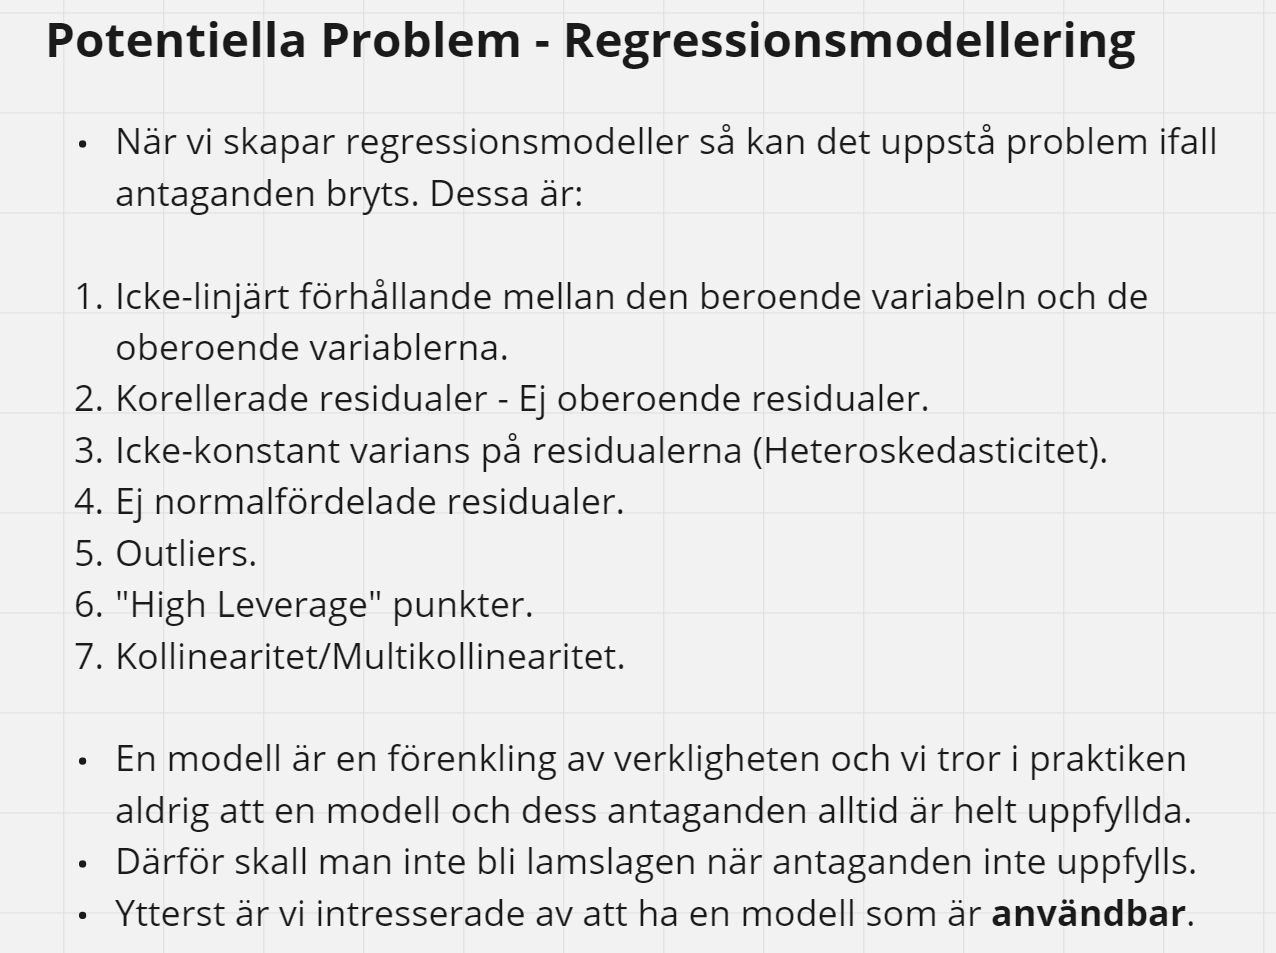 Potentiella Problem - Regressionsmodellering
• När vi skapar regressionsmodeller så kan det uppstå problem ifall
antaganden bryts. Dessa är:
1. Icke-linjärt förhållande mellan den beroende variabeln och de
oberoende variablerna.
2. Korellerade residualer - Ej oberoende residualer.
3. Icke-konstant varians på residualerna (Heteroskedasticitet).
4. Ej normalfördelade residualer.
5. Outliers.
6. "High Leverage" punkter.
7. Kollinearitet/Multikollinearitet.
• En modell är en förenkling av verkligheten och vi tror i praktiken
aldrig att en modell och dess antaganden alltid är helt uppfyllda.
• Därför skall man inte bli lamslagen när antaganden inte uppfylls.
• Ytterst är vi intresserade av att ha en modell som är användbar.